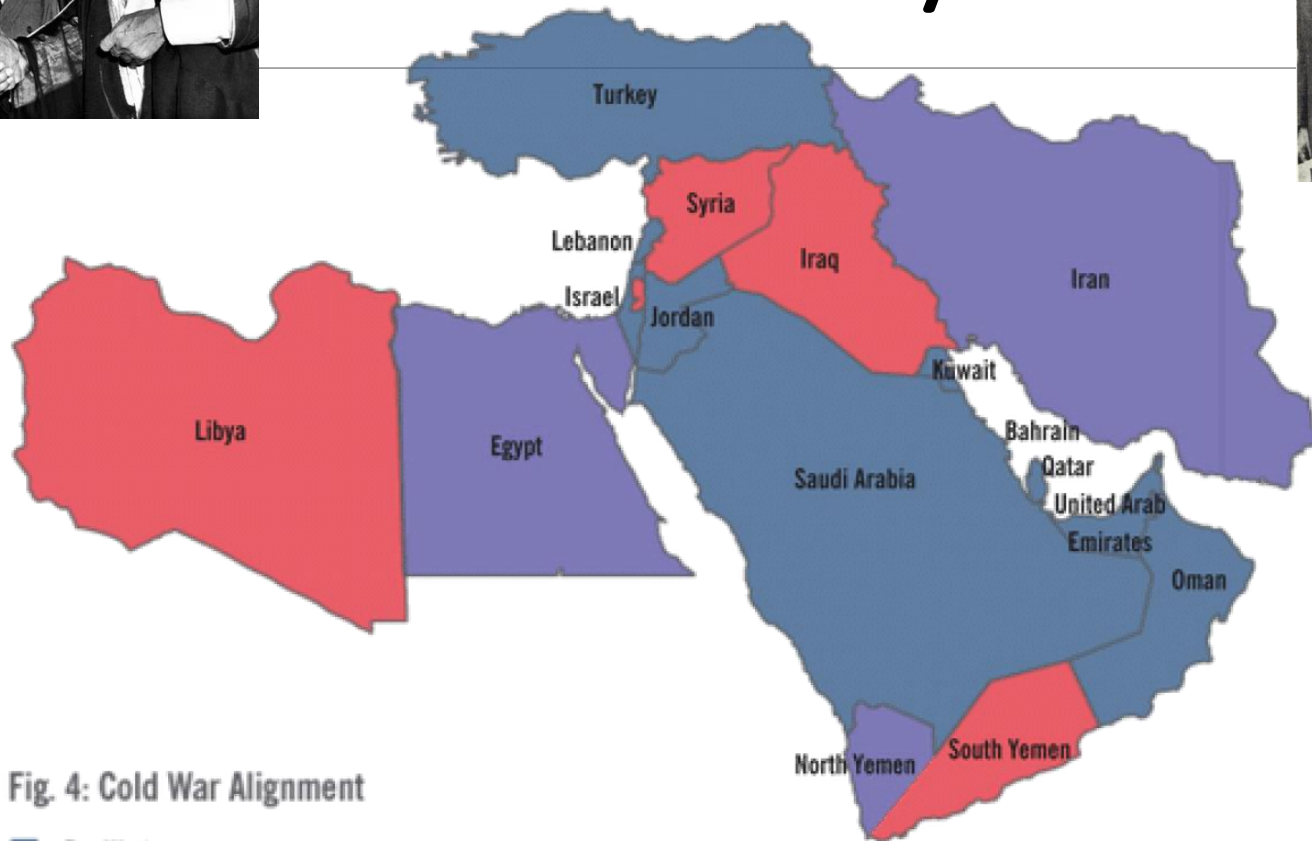 Turkey
Syria
Lebanon
Iraq
Iran
Israel
Jordan
Kuwait
Libya
Egypt
Bahrain
Qatar
Saudi Arabia
United Arab
Emirates
Oman
North Yemen
South Yemen
Fig. 4: Cold War Alignment